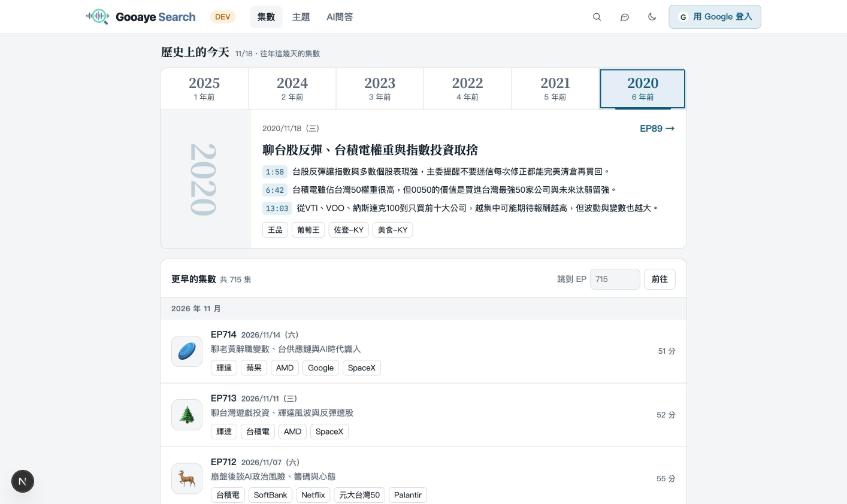 Gooaye Search DEV 集數 主題 AI問答 G 用 Google 登入
歷史上的今天 11/18・往年這幾天的集數
2025 2024 2023 2022 2021 2020
1 年前 2 年前 3 年前 4 年前 5 年前 6 年前
2020
2020/11/18（三） EP89 →
聊台股反彈、台積電權重與指數投資取捨
1:58 台股反彈讓指數與多數個股表現強，主委提醒不要迷信每次修正都能完美清倉再買回。
6:42 台積電雖佔台灣50權重很高，但0050的價值是買進台灣最強50家公司與未來汰弱留強。
13:03 從VTI、VOO、納斯達克100到只買前十大公司，越集中可能期待報酬越高，但波動與變數也越大。
王品 葡萄王 佐登-KY 美食-KY
更早的集數 共 715 集 跳到 EP 715 前往
2026 年 11 月
EP714 2026/11/14（六）
聊老黃辭職變數、台供應鏈與AI時代識人 51 分
輝達 蘋果 AMD Google SpaceX
EP713 2026/11/11（三）
聊台灣遊戲投資、輝達風波與反彈選股 52 分
輝達 台積電 AMD SpaceX
EP712 2026/11/07（六）
崩盤後談AI政治風險、籌碼與心態 55 分
台積電 SoftBank Netflix 元大台灣50 Palantir
N